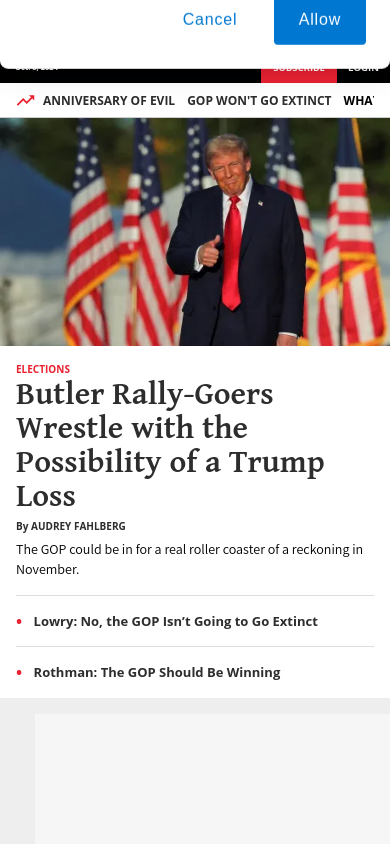 Cancel Allow
SUBSCRIBE LOGIN
ANNIVERSARY OF EVIL GOP WON'T GO EXTINCT WHA
ELECTIONS
Butler Rally-Goers
Wrestle with the
Possibility of a Trump
Loss
By AUDREY FAHLBERG
The GOP could be in for a real roller coaster of a reckoning in
November.
• Lowry: No, the GOP Isn’t Going to Go Extinct
• Rothman: The GOP Should Be Winning